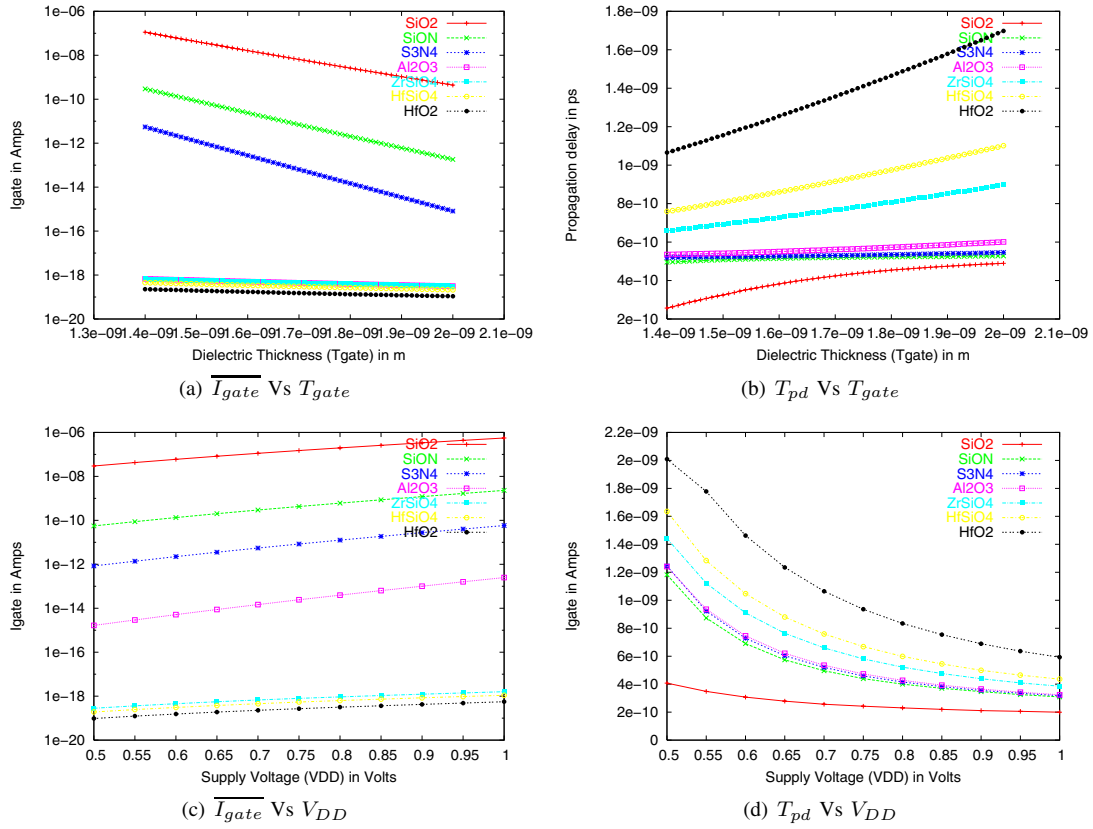 1e-06
1e-08
1e-10
1e-12
1e-14
1e-16
1e-18
1e-20
Igate in Amps
SiO2
SiON
S3N4
Al2O3
ZrSiO4
HfSiO4
HfO2
1.3e-09 1.4e-09 1.5e-09 1.6e-09 1.7e-09 1.8e-09 1.9e-09 2e-09 2.1e-09
Dielectric Thickness (Tgate) in m
(a) I_gate Vs T_gate
1.8e-09
1.6e-09
1.4e-09
1.2e-09
1e-09
8e-10
6e-10
4e-10
2e-10
Propagation delay in ps
SiO2
SiON
S3N4
Al2O3
ZrSiO4
HfSiO4
HfO2
1.4e-09 1.5e-09 1.6e-09 1.7e-09 1.8e-09 1.9e-09 2e-09 2.1e-09
Dielectric Thickness (Tgate) in m
(b) T_pd Vs T_gate
1e-06
1e-08
1e-10
1e-12
1e-14
1e-16
1e-18
1e-20
Igate in Amps
SiO2
SiON
S3N4
Al2O3
ZrSiO4
HfSiO4
HfO2
0.5 0.55 0.6 0.65 0.7 0.75 0.8 0.85 0.9 0.95 1
Supply Voltage (VDD) in Volts
(c) I_gate Vs V_DD
2.2e-09
2e-09
1.8e-09
1.6e-09
1.4e-09
1.2e-09
1e-09
8e-10
6e-10
4e-10
2e-10
0
Igate in Amps
SiO2
SiON
S3N4
Al2O3
ZrSiO4
HfSiO4
HfO2
0.5 0.55 0.6 0.65 0.7 0.75 0.8 0.85 0.9 0.95 1
Supply Voltage (VDD) in Volts
(d) T_pd Vs V_DD